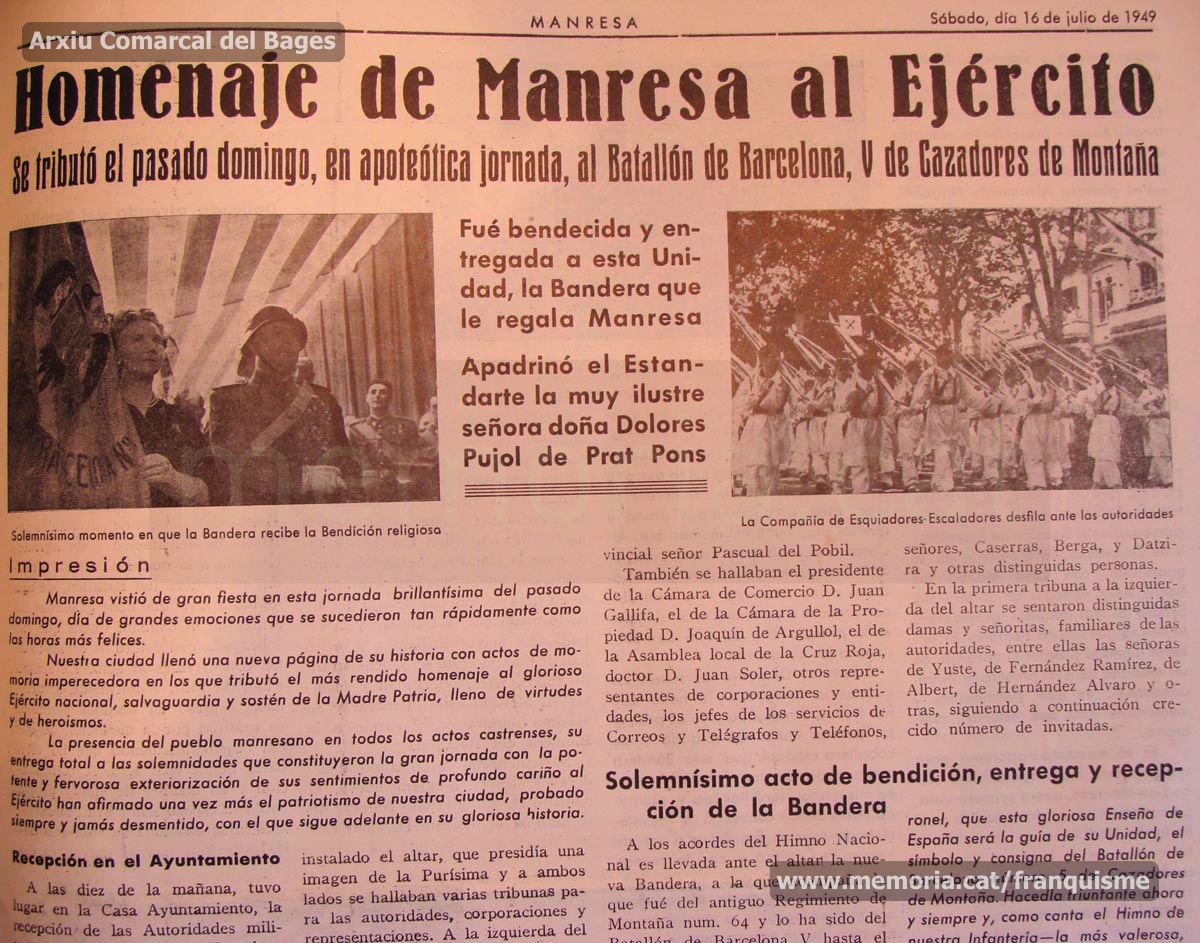 Arxiu Comarcal del Bages
MANRESA
Sábado, día 16 de julio de 1949
Homenaje de Manresa al Ejército
Se tributó el pasado domingo, en apoteótica jornada, al Batallón de Barcelona, V de Cazadores de Montaña
Fué bendecida y en-
tregada a esta Uni-
dad, la Bandera que
le regala Manresa
Apadrinó el Estan-
darte la muy ilustre
señora doña Dolores
Pujol de Prat Pons
Solemnísimo momento en que la Bandera recibe la Bendición religiosa
La Compañía de Esquiadores-Escaladores desfila ante las autoridades
Impresión
Manresa vistió de gran fiesta en esta jornada brillantísima del pasado
domingo, día de grandes emociones que se sucedieron tan rápidamente como
las horas más felices.
Nuestra ciudad llenó una nueva página de su historia con actos de me-
moria imperecedora en los que tributó el más rendido homenaje al glorioso
Ejército nacional, salvaguardia y sostén de la Madre Patria, lleno de virtudes
y de heroismos.
La presencia del pueblo manresano en todos los actos castrenses, su
entrega total a las solemnidades que constituyeron la gran jornada con la po-
tente y fervorosa exteriorización de sus sentimientos de profundo cariño al
Ejército han afirmado una vez más el patriotismo de nuestra ciudad, probado
siempre y jamás desmentido, con el que sigue adelante en su gloriosa historia.
Recepción en el Ayuntamiento
A las diez de la mañana, tuvo
lugar en la Casa Ayuntamiento, la
recepción de las Autoridades mili-
instalado el altar, que presidía una
imagen de la Purísima y a ambos
lados se hallaban varias tribunas pa-
ra las autoridades, corporaciones y
representaciones. A la izquierda del
vincial señor Pascual del Pobil.
También se hallaban el presidente
de la Cámara de Comercio D. Juan
Gallifa, el de la Cámara de la Pro-
piedad D. Joaquín de Argullol, el de
la Asamblea local de la Cruz Roja,
doctor D. Juan Soler, otros repre-
sentantes de corporaciones y enti-
dades, los jefes de los servicios de
Correos y Telégrafos y Teléfonos,
señores, Caserras, Berga, y Datzi-
ra y otras distinguidas personas.
En la primera tribuna a la izquier-
da del altar se sentaron distinguidas
damas y señoritas, familiares de las
autoridades, entre ellas las señoras
de Yuste, de Fernández Ramírez, de
Albert, de Hernández Alvaro y o-
tras, siguiendo a continuación cre-
cido número de invitadas.
Solemnísimo acto de bendición, entrega y recep-
ción de la Bandera
A los acordes del Himno Nacio-
nal es llevada ante el altar la nue-
va Bandera, a la que
que fué del antiguo Regimiento de
Montaña num. 64 y lo ha sido del
Batallón de Barcelona V hasta el
ronel, que esta gloriosa Enseña de
España será la guía de su Unidad, el
símbolo y consigna del Batallón de
Cazadores
de Montaña. Hacedla triunfante ahora
y siempre y, como canta el Himno de
nuestra Infantería—la más valerosa,
www.memoria.cat/franquisme